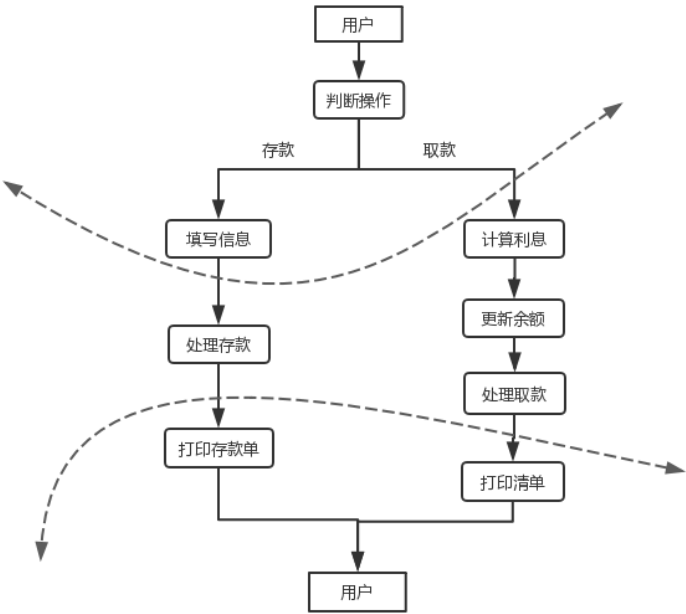 用户
判断操作
存款 取款
填写信息 计算利息
更新余额
处理存款
处理取款
打印存款单
打印清单
用户